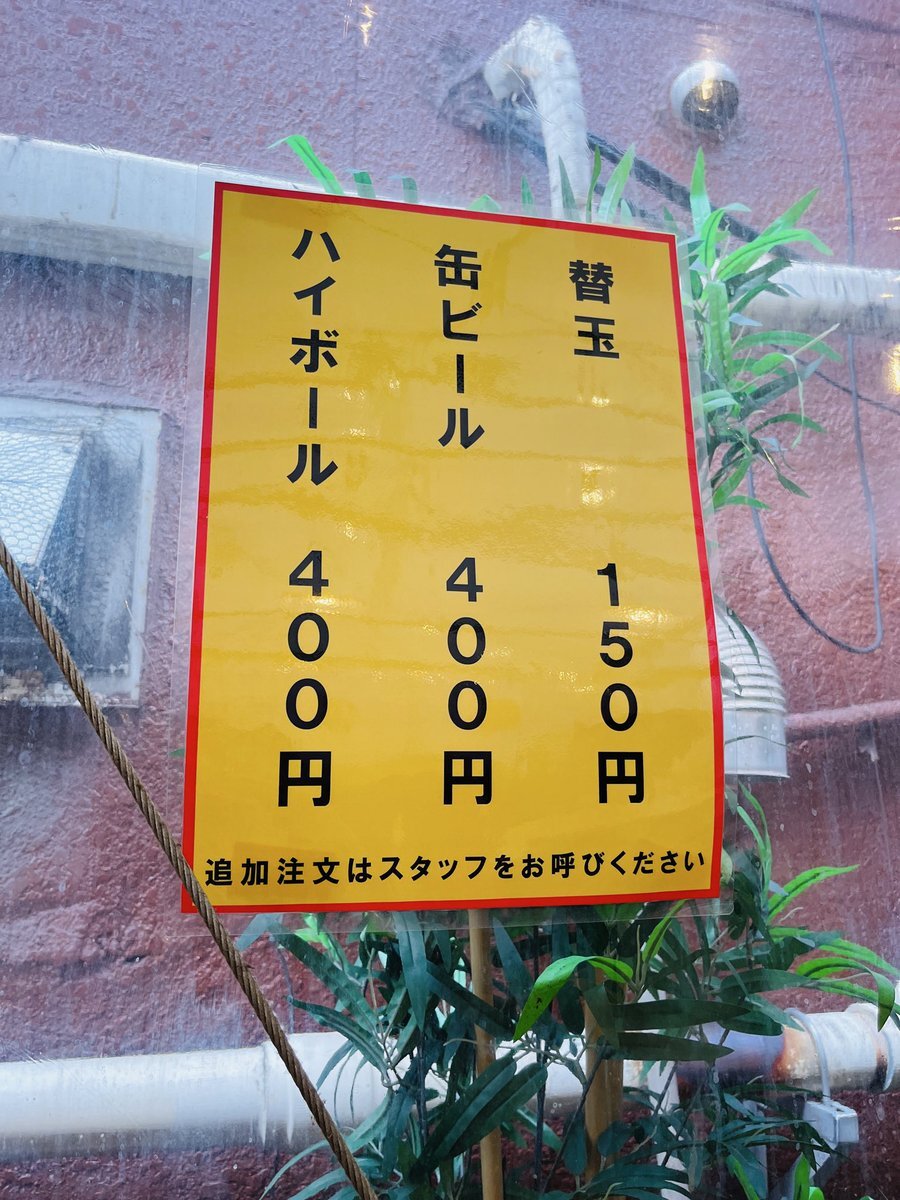 替玉 150円
缶ビール 400円
ハイボール 400円
追加注文はスタッフをお呼びください